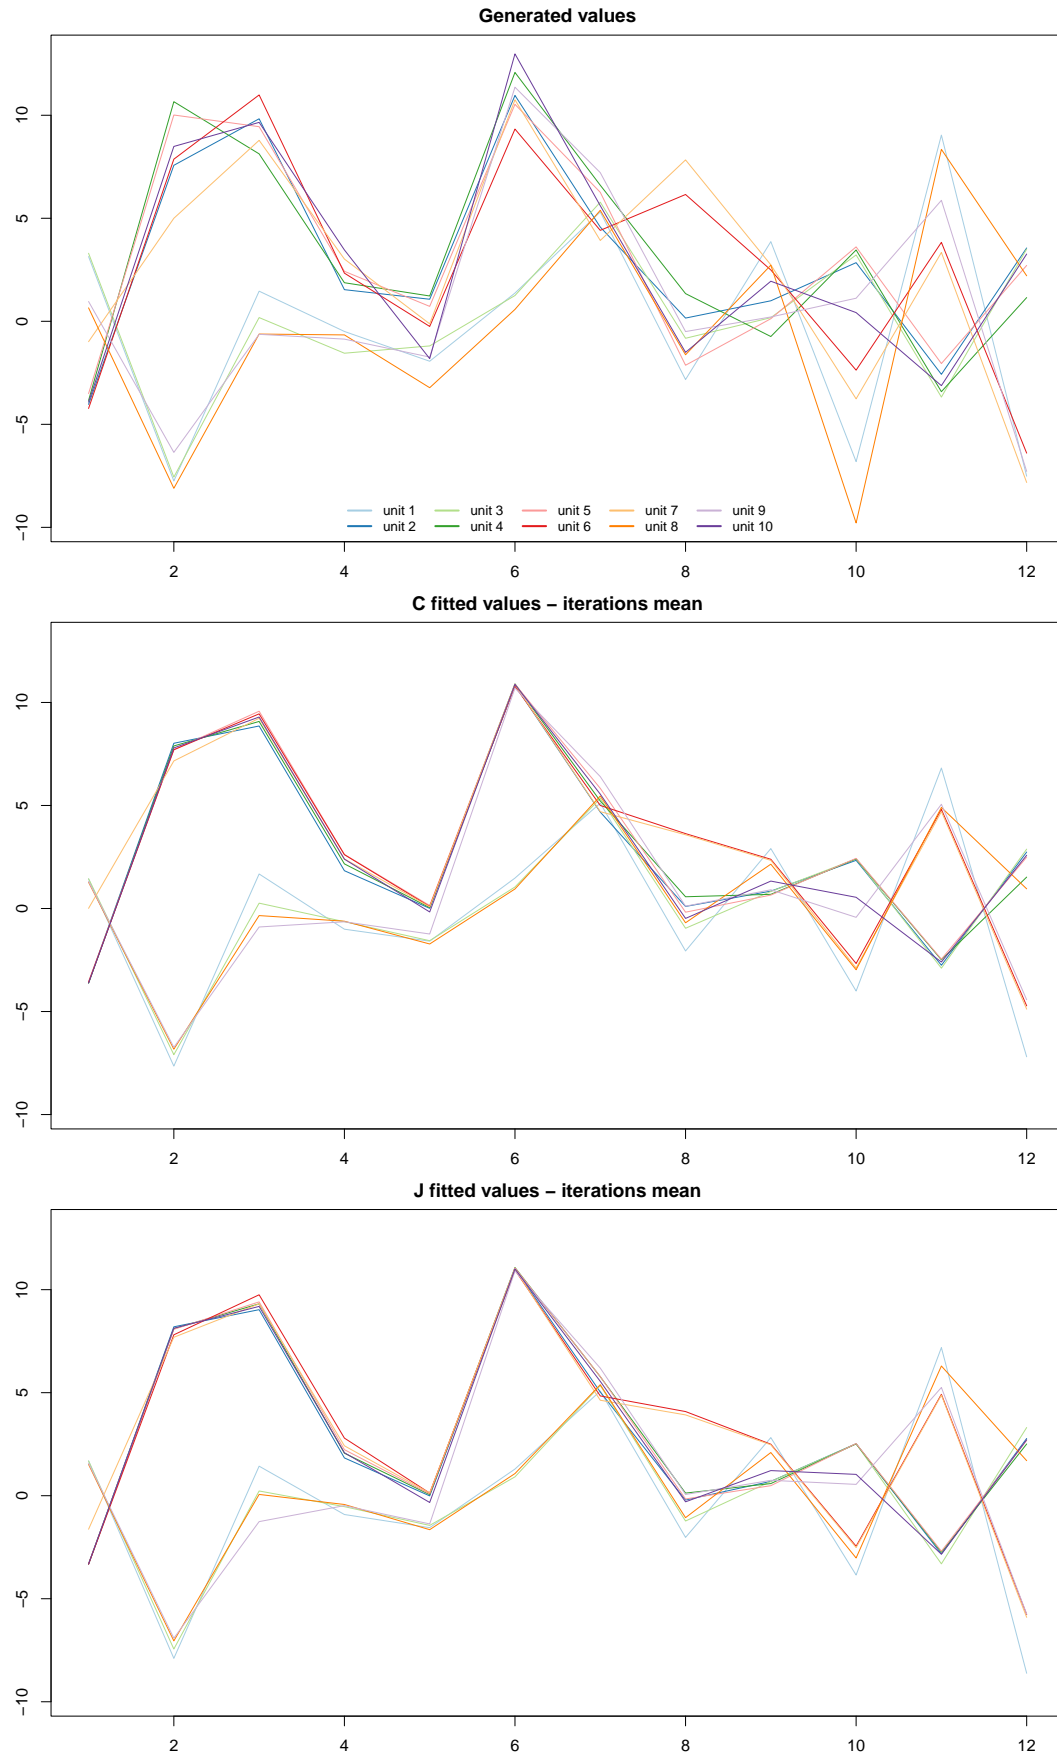 Generated values
10
5
0
−5
−10
unit 1 unit 3 unit 5 unit 7 unit 9
unit 2 unit 4 unit 6 unit 8 unit 10
2 4 6 8 10 12
C fitted values − iterations mean
10
5
0
−5
−10
2 4 6 8 10 12
J fitted values − iterations mean
10
5
0
−5
−10
2 4 6 8 10 12